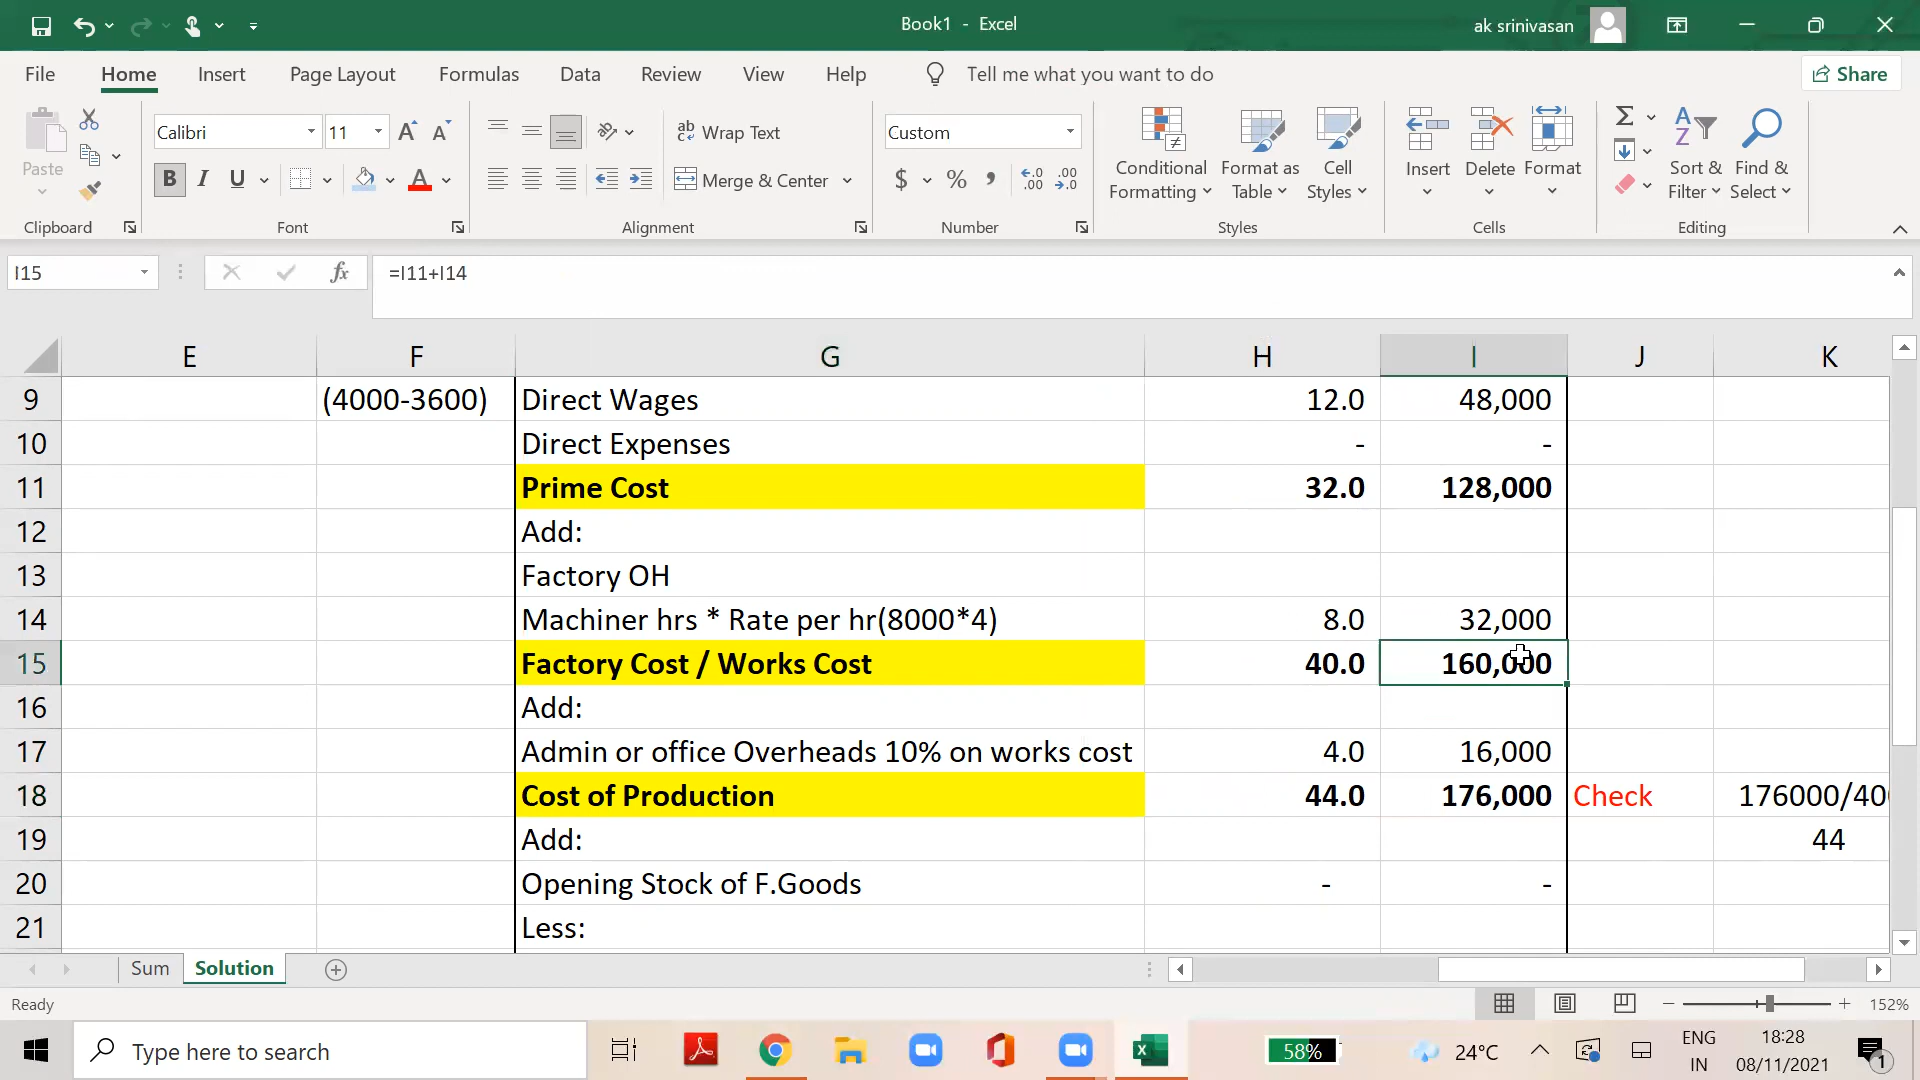 Book1 - Excel
ak srinivasan
File Home Insert Page Layout Formulas Data Review View Help Tell me what you want to do Share
Paste
Clipboard
Calibri 11
B I U
Font
Wrap Text
Merge & Center
Alignment
Custom
$ % ,
Number
Conditional Formatting
Format as Table
Cell Styles
Styles
Insert
Delete
Format
Cells
Sort & Filter
Find & Select
Editing
I15 fx =I11+I14
E F G H I J K
9 (4000-3600) Direct Wages 12.0 48,000
10 Direct Expenses - -
11 Prime Cost 32.0 128,000
12 Add:
13 Factory OH
14 Machiner hrs * Rate per hr(8000*4) 8.0 32,000
15 Factory Cost / Works Cost 40.0 160,000
16 Add:
17 Admin or office Overheads 10% on works cost 4.0 16,000
18 Cost of Production 44.0 176,000 Check
19 Add: 44
20 Opening Stock of F.Goods - -
21 Less:
Sum Solution
Ready 152%
Type here to search
58%
24°C
ENG
IN
18:28
08/11/2021
1